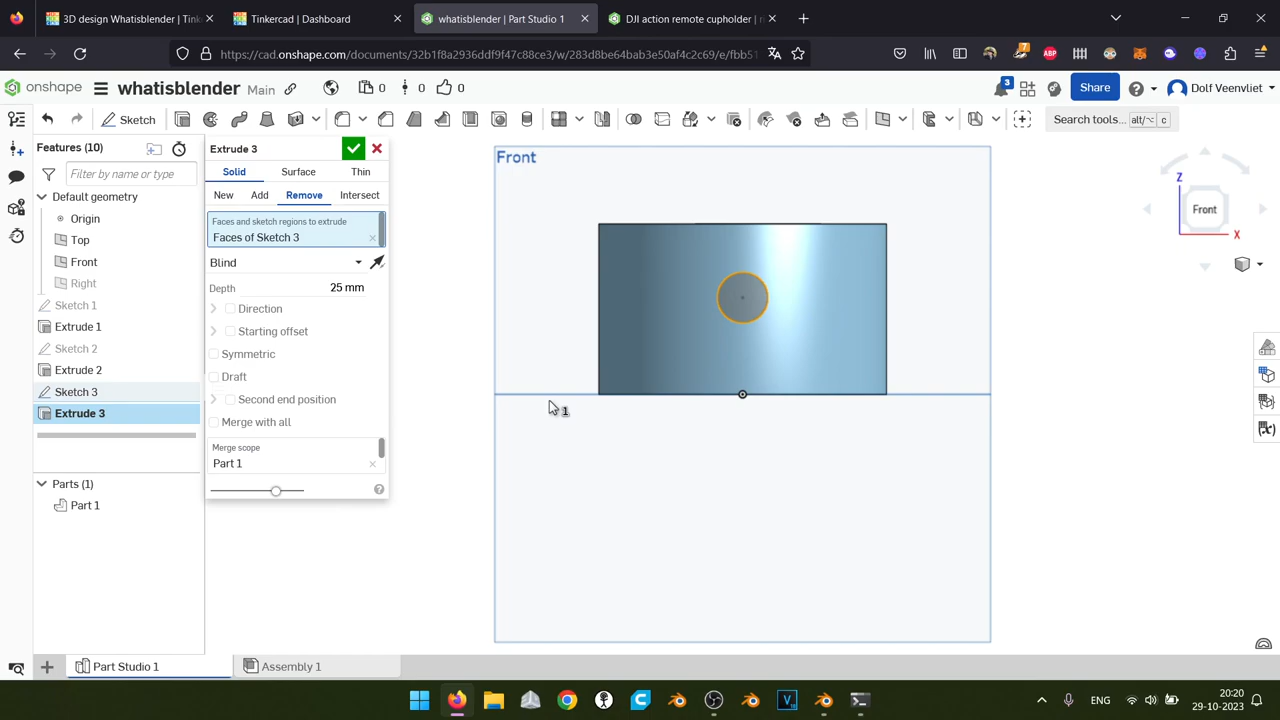 3D design Whatisblender | Tink
Tinkercad | Dashboard
whatisblender | Part Studio 1
DJI action remote cupholder | ri
https://cad.onshape.com/documents/32b1f8a2936ddf9f47c88ce3/w/283d8be64bab3e50af4c2c69/e/fbb51
7
ABP
onshape
whatisblender Main
0
0
0
3
Share
Dolf Veenvliet
Sketch
Search tools... alt/⌥ c
Features (10)
Filter by name or type
Default geometry
Origin
Top
Front
Right
Sketch 1
Extrude 1
Sketch 2
Extrude 2
Sketch 3
Extrude 3
Parts (1)
Part 1
Extrude 3
Solid Surface Thin
New Add Remove Intersect
Faces and sketch regions to extrude
Faces of Sketch 3
Blind
Depth 25 mm
Direction
Starting offset
Symmetric
Draft
Second end position
Merge with all
Merge scope
Part 1
Front
1
Z
Front
X
Part Studio 1
Assembly 1
ENG
20:20
29-10-2023